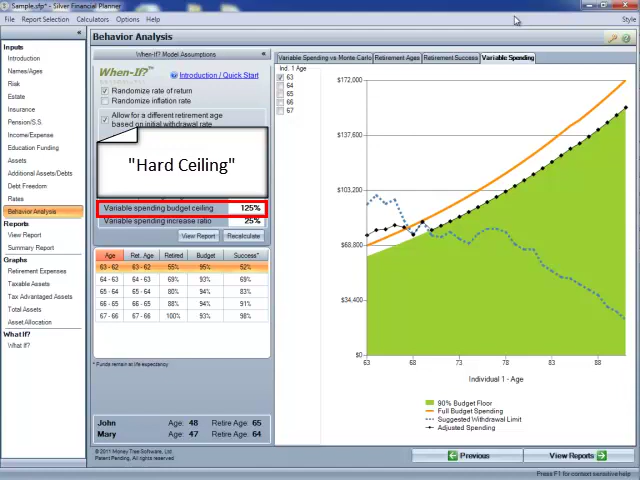 Sample.sfp* - Silver Financial Planner
File Report Selection Calculators Options Help Style
Inputs
Introduction
Names/Ages
Risk
Estate
Insurance
Pension/S.S.
Income/Expense
Education Funding
Assets
Additional Assets/Debts
Debt Freedom
Rates
Behavior Analysis
Reports
View Report
Summary Report
Graphs
Retirement Expenses
Taxable Assets
Tax Advantaged Assets
Total Assets
Asset Allocation
What If?
What If?
Behavior Analysis
When-If? Model Assumptions
When-If?™
Introduction / Quick Start
Randomize rate of return
Randomize inflation rate
Allow for a different retirement age
based on initial withdrawal rate
"Hard Ceiling"
Variable spending budget ceiling 125%
Variable spending increase ratio 25%
View Report Recalculate
Age Ret. Age Retired Budget Success*
63 - 62 63 - 62 55% 95% 52%
64 - 63 64 - 63 69% 93% 69%
65 - 64 65 - 64 80% 94% 83%
66 - 65 66 - 65 88% 94% 91%
67 - 66 67 - 66 100% 93% 98%
* Funds remain at life expectancy.
John Age: 48 Retire Age: 65
Mary Age: 47 Retire Age: 64
© 2011 Money Tree Software, Ltd.
Patent Pending. All rights reserved
Variable Spending vs Monte Carlo Retirement Ages Retirement Success Variable Spending
Ind. 1 Age
63
64
65
66
67
$172,000
$137,600
$103,200
$68,800
$34,400
$0
63 68 73 78 83 88
Individual 1 - Age
90% Budget Floor
Full Budget Spending
Suggested Withdrawal Limit
Adjusted Spending
Previous View Reports
Press F1 for context sensitive help